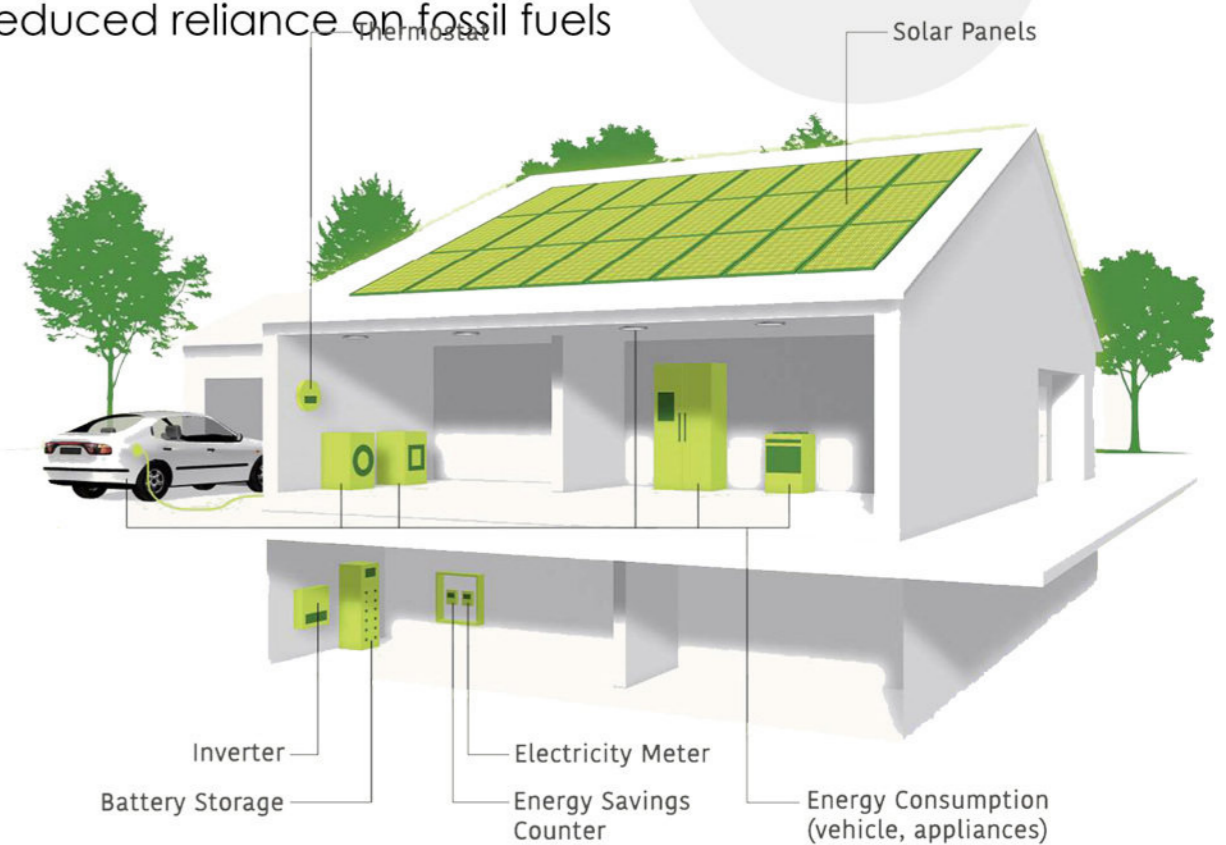 educed reliance on fossil fuels
Thermostat
Solar Panels
Inverter
Electricity Meter
Battery Storage
Energy Savings
Counter
Energy Consumption
(vehicle, appliances)